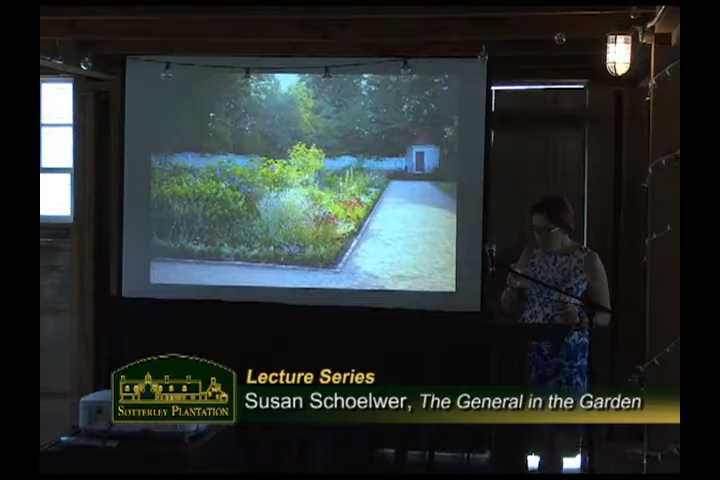 Lecture Series
Susan Schoelwer, The General in the Garden
SOTTERLEY PLANTATION